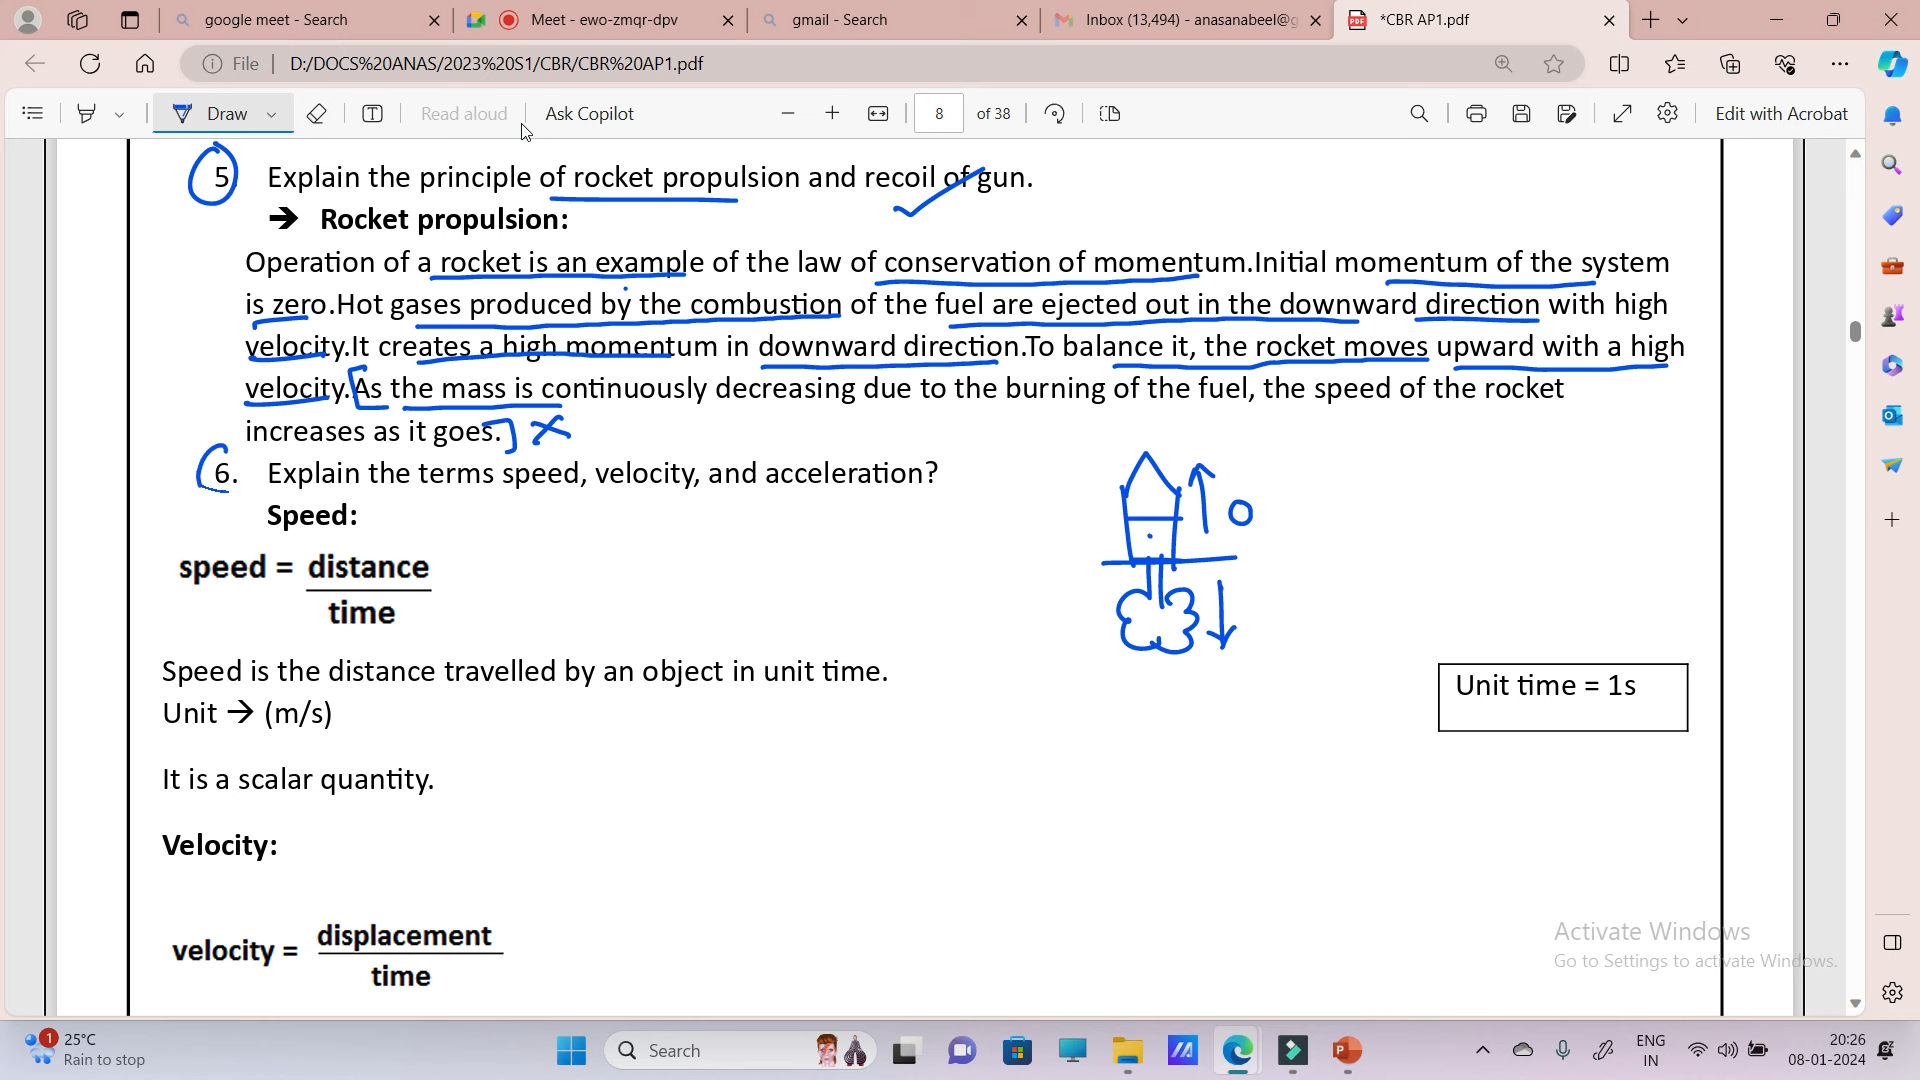 google meet - Search
Meet - ewo-zmqr-dpv
gmail - Search
Inbox (13,494) - anasanabeel@g
*CBR AP1.pdf
File
D:/DOCS%20ANAS/2023%20S1/CBR/CBR%20AP1.pdf
Draw
Read aloud
Ask Copilot
8
of 38
Edit with Acrobat
5. Explain the principle of rocket propulsion and recoil of gun.
→ Rocket propulsion:
Operation of a rocket is an example of the law of conservation of momentum.Initial momentum of the system
is zero.Hot gases produced by the combustion of the fuel are ejected out in the downward direction with high
velocity.It creates a high momentum in downward direction.To balance it, the rocket moves upward with a high
velocity.As the mass is continuously decreasing due to the burning of the fuel, the speed of the rocket
increases as it goes.
6. Explain the terms speed, velocity, and acceleration?
Speed:
O
speed = distance
time
Speed is the distance travelled by an object in unit time.
Unit time = 1s
Unit → (m/s)
It is a scalar quantity.
Velocity:
velocity = displacement
time
Activate Windows
Go to Settings to activate Windows.
1
25°C
Rain to stop
Search
ENG
IN
20:26
08-01-2024